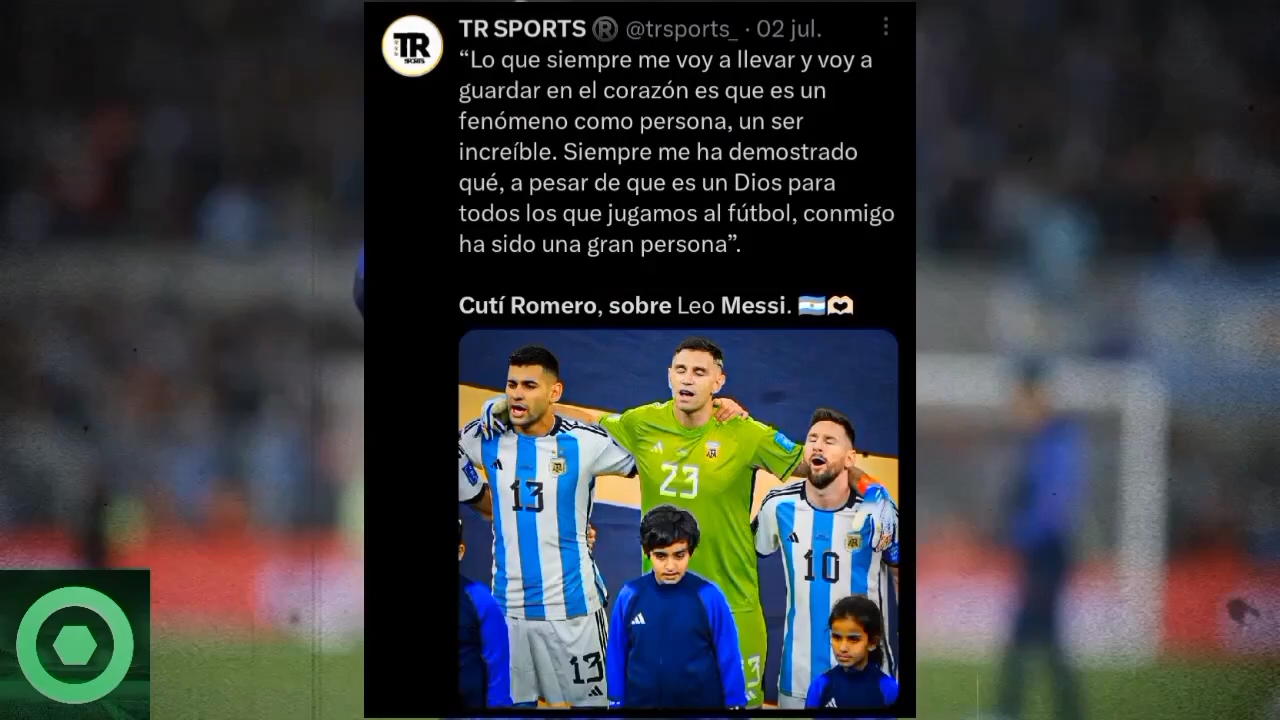 TR SPORTS ® @trsports_ · 02 jul.
“Lo que siempre me voy a llevar y voy a
guardar en el corazón es que es un
fenómeno como persona, un ser
increíble. Siempre me ha demostrado
qué, a pesar de que es un Dios para
todos los que jugamos al fútbol, conmigo
ha sido una gran persona”.
Cutí Romero, sobre Leo Messi. 🇦🇷🫶🏻
TR
SPORTS
13
23
10
13
3